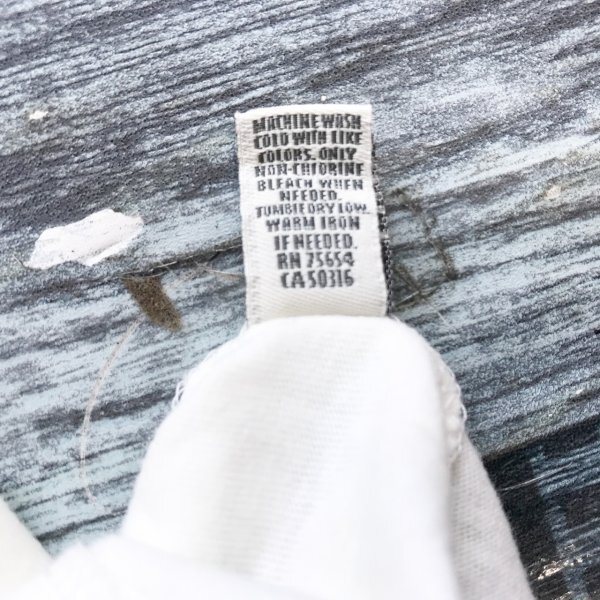 MACHINE WASH
COLD WITH LIKE
COLORS. ONLY
NON-CHLORINE
BLEACH WHEN
NEEDED.
TUMBLE DRY LOW.
WARM IRON
IF NEEDED.
RN 75654
CA 50316